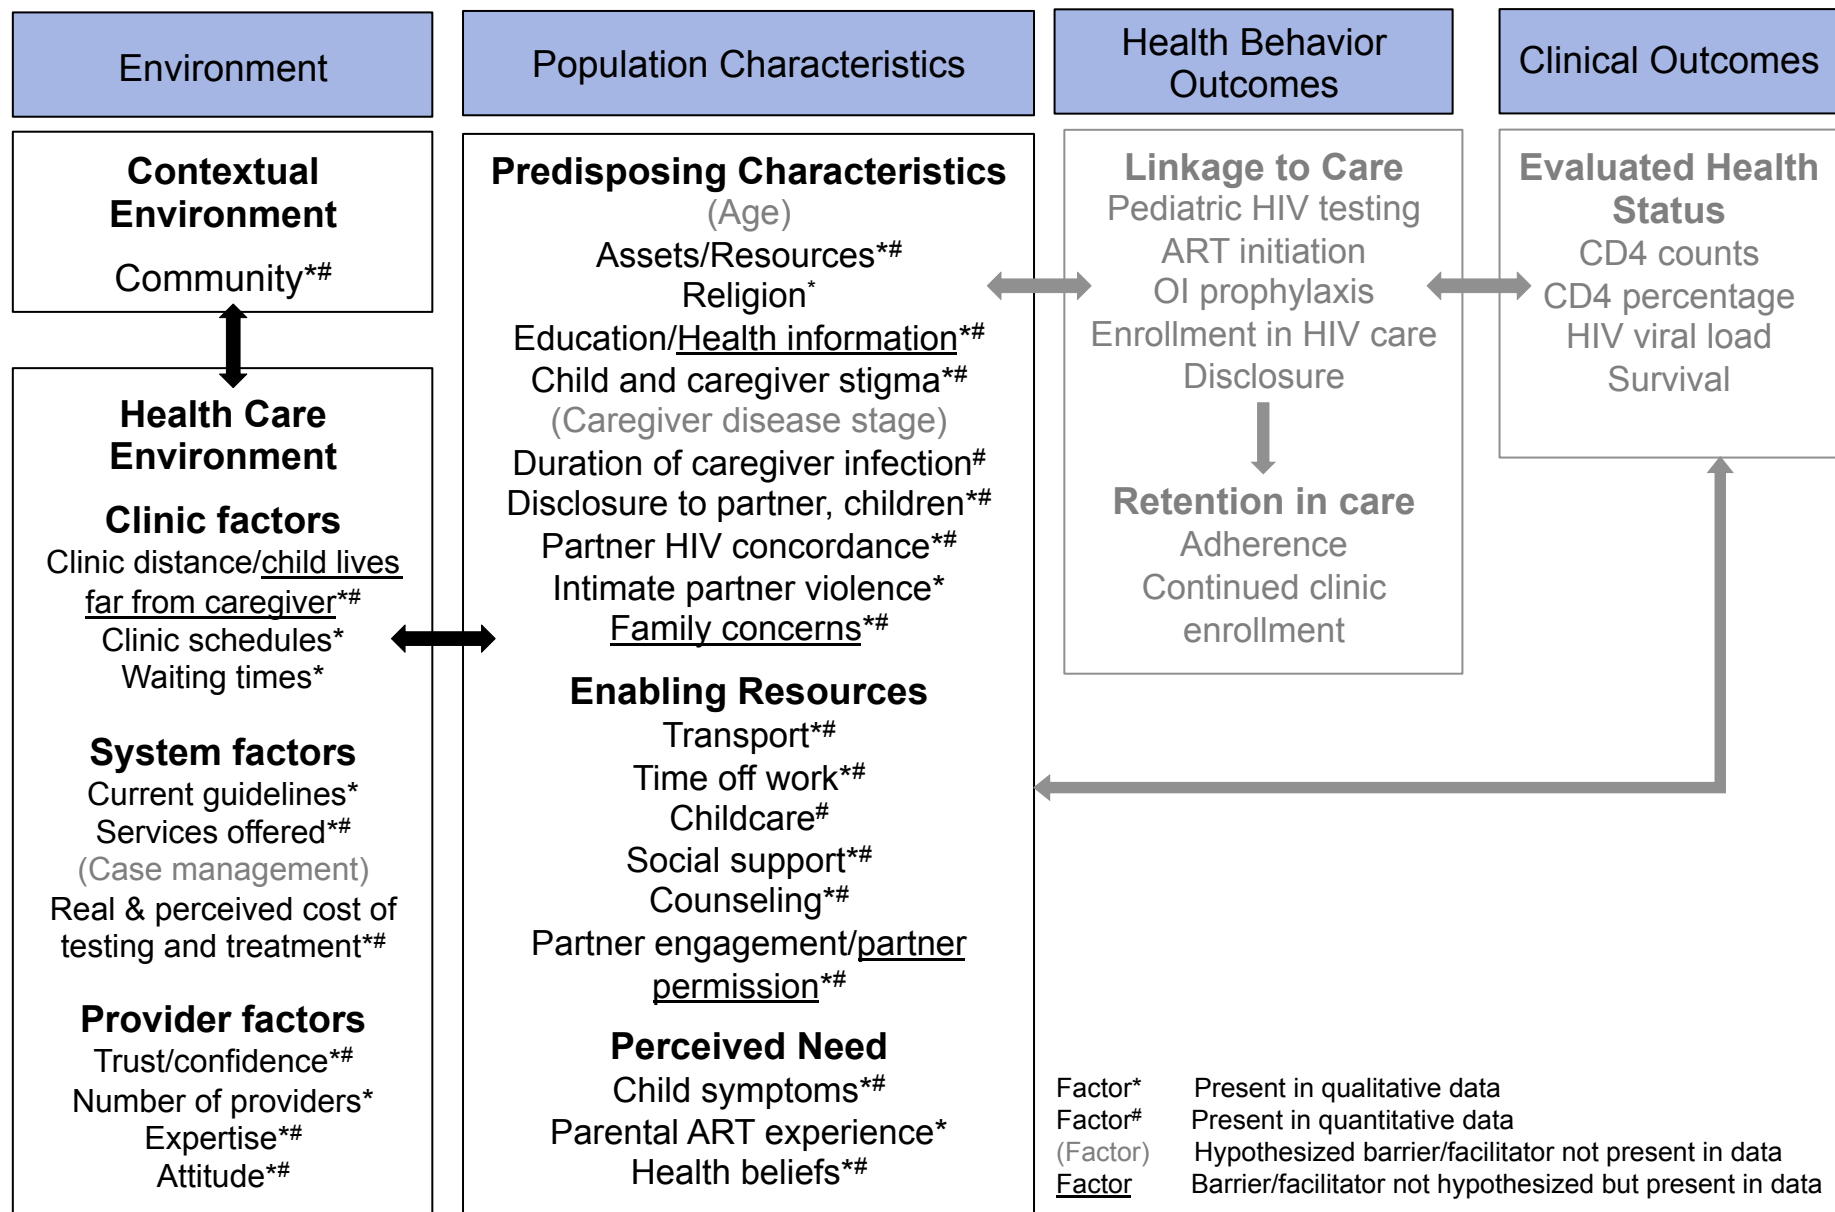 Environment
Contextual
Environment
Community*#
Health Care
Environment
Clinic factors
Clinic distance/child lives
far from caregiver*#
Clinic schedules*
Waiting times*
System factors
Current guidelines*
Services offered*#
(Case management)
Real & perceived cost of
testing and treatment*#
Provider factors
Trust/confidence*#
Number of providers*
Expertise*#
Attitude*#
Population Characteristics
Predisposing Characteristics
(Age)
Assets/Resources*#
Religion*
Education/Health information*#
Child and caregiver stigma*#
(Caregiver disease stage)
Duration of caregiver infection#
Disclosure to partner, children*#
Partner HIV concordance*#
Intimate partner violence*
Family concerns*#
Enabling Resources
Transport*#
Time off work*#
Childcare#
Social support*#
Counseling*#
Partner engagement/partner
permission*#
Perceived Need
Child symptoms*#
Parental ART experience*
Health beliefs*#
Health Behavior
Outcomes
Linkage to Care
Pediatric HIV testing
ART initiation
OI prophylaxis
Enrollment in HIV care
Disclosure
Retention in care
Adherence
Continued clinic
enrollment
Clinical Outcomes
Evaluated Health
Status
CD4 counts
CD4 percentage
HIV viral load
Survival
Factor* Present in qualitative data
Factor# Present in quantitative data
(Factor) Hypothesized barrier/facilitator not present in data
Factor Barrier/facilitator not hypothesized but present in data